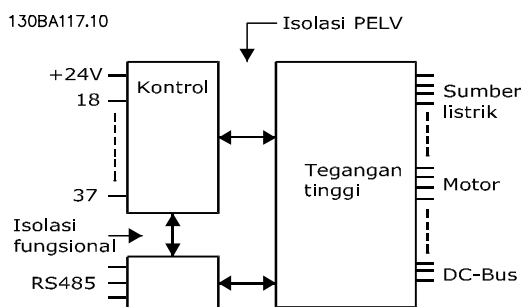 130BA117.10
Isolasi PELV
+24V
18
37
Kontrol
Tegangan
tinggi
Sumber
listrik
Motor
DC-Bus
Isolasi
fungsional
RS485